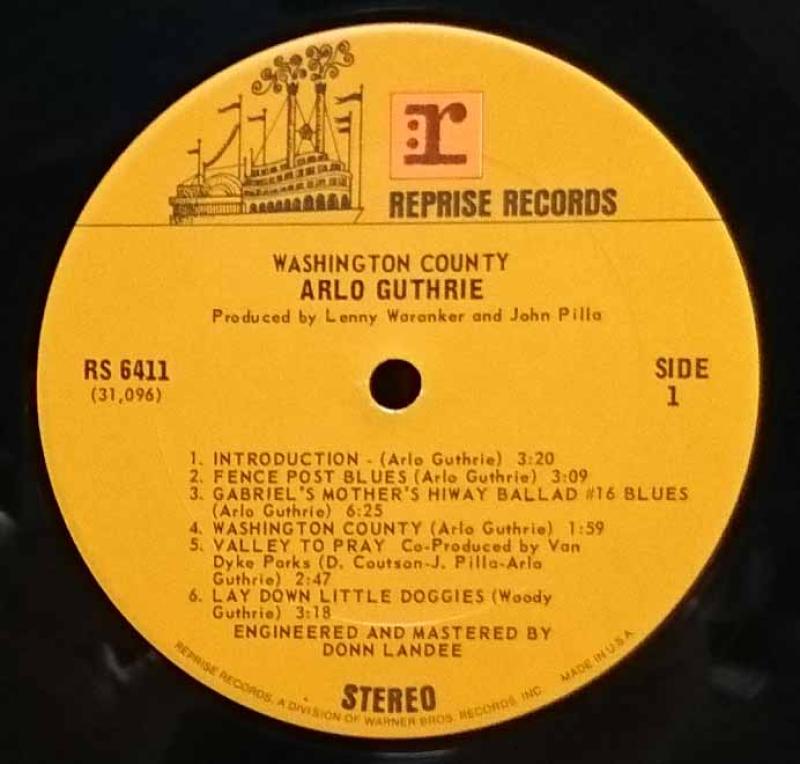 r
REPRISE RECORDS
WASHINGTON COUNTY
ARLO GUTHRIE
Produced by Lenny Waronker and John Pilla
RS 6411
(31,096)
SIDE
1
1. INTRODUCTION - (Arlo Guthrie) 3:20
2. FENCE POST BLUES (Arlo Guthrie) 3:09
3. GABRIEL'S MOTHER'S HIWAY BALLAD #16 BLUES
(Arlo Guthrie) 6:25
4. WASHINGTON COUNTY (Arlo Guthrie) 1:59
5. VALLEY TO PRAY Co-Produced by Van
Dyke Parks (D. Coutson-J. Pilla-Arlo
Guthrie) 2:47
6. LAY DOWN LITTLE DOGGIES (Woody
Guthrie) 3:18
ENGINEERED AND MASTERED BY
DONN LANDEE
STEREO
REPRISE RECORDS, A DIVISION OF WARNER BROS. RECORDS, INC. MADE IN U.S.A.